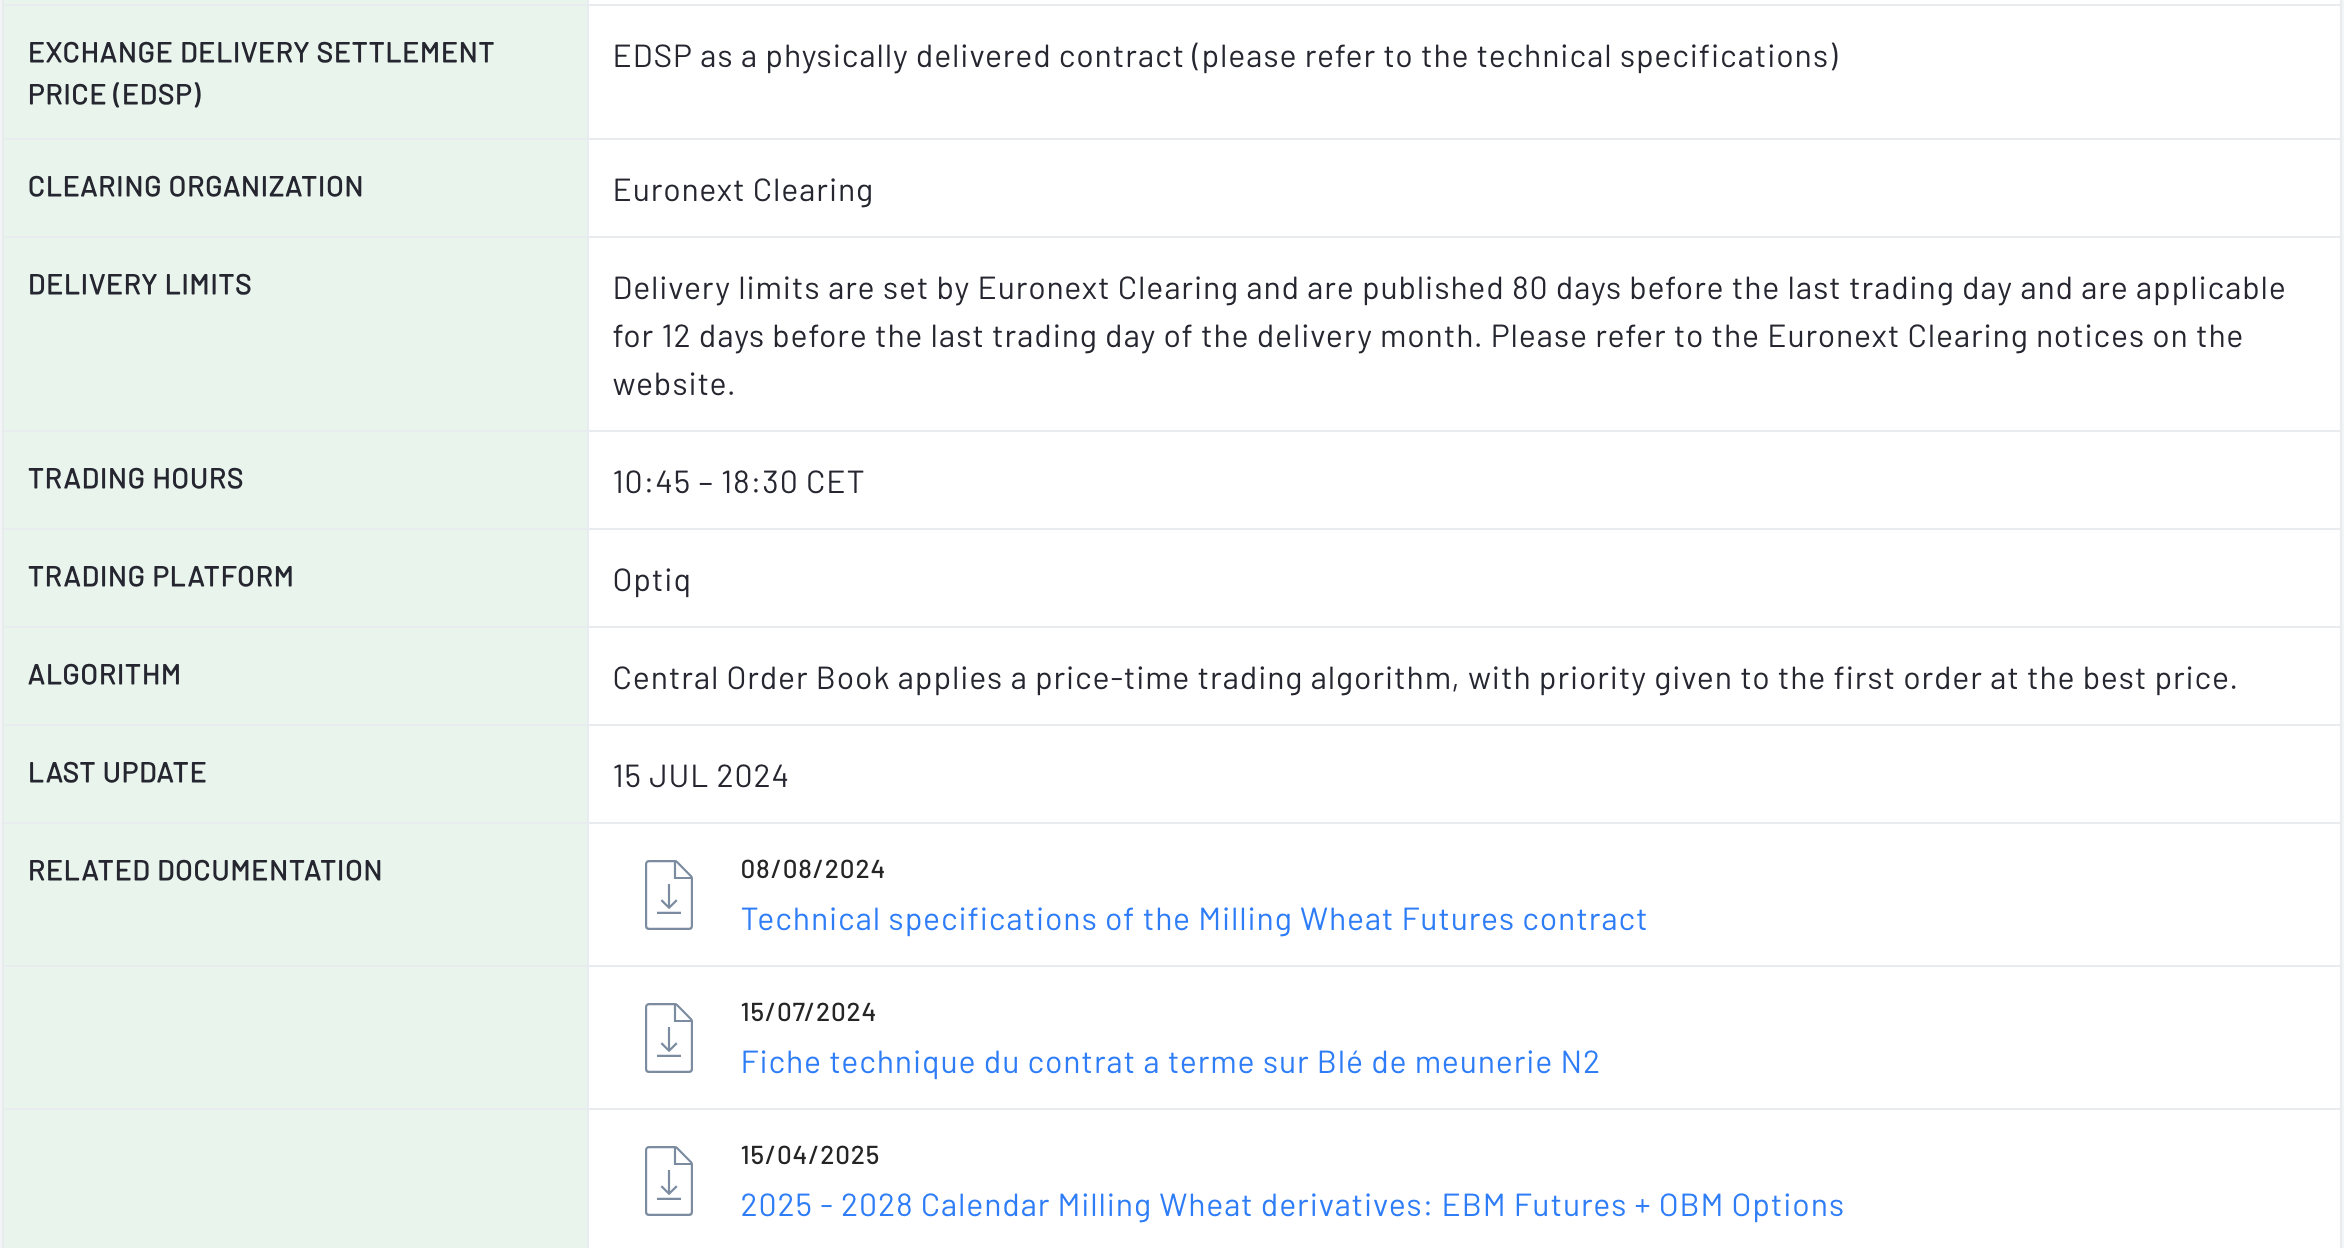 EXCHANGE DELIVERY SETTLEMENT
PRICE (EDSP)
EDSP as a physically delivered contract (please refer to the technical specifications)
CLEARING ORGANIZATION
Euronext Clearing
DELIVERY LIMITS
Delivery limits are set by Euronext Clearing and are published 80 days before the last trading day and are applicable
for 12 days before the last trading day of the delivery month. Please refer to the Euronext Clearing notices on the
website.
TRADING HOURS
10:45 – 18:30 CET
TRADING PLATFORM
Optiq
ALGORITHM
Central Order Book applies a price-time trading algorithm, with priority given to the first order at the best price.
LAST UPDATE
15 JUL 2024
RELATED DOCUMENTATION
08/08/2024
Technical specifications of the Milling Wheat Futures contract
15/07/2024
Fiche technique du contrat a terme sur Blé de meunerie N2
15/04/2025
2025 - 2028 Calendar Milling Wheat derivatives: EBM Futures + OBM Options